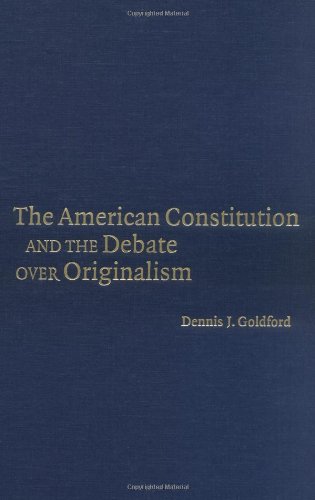 The American Constitution
AND THE Debate
OVER Originalism
Dennis J. Goldford